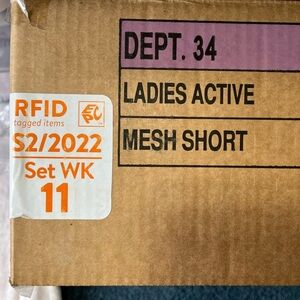 DEPT. 34
LADIES ACTIVE
MESH SHORT
RFID
tagged items
S2/2022
Set WK
11